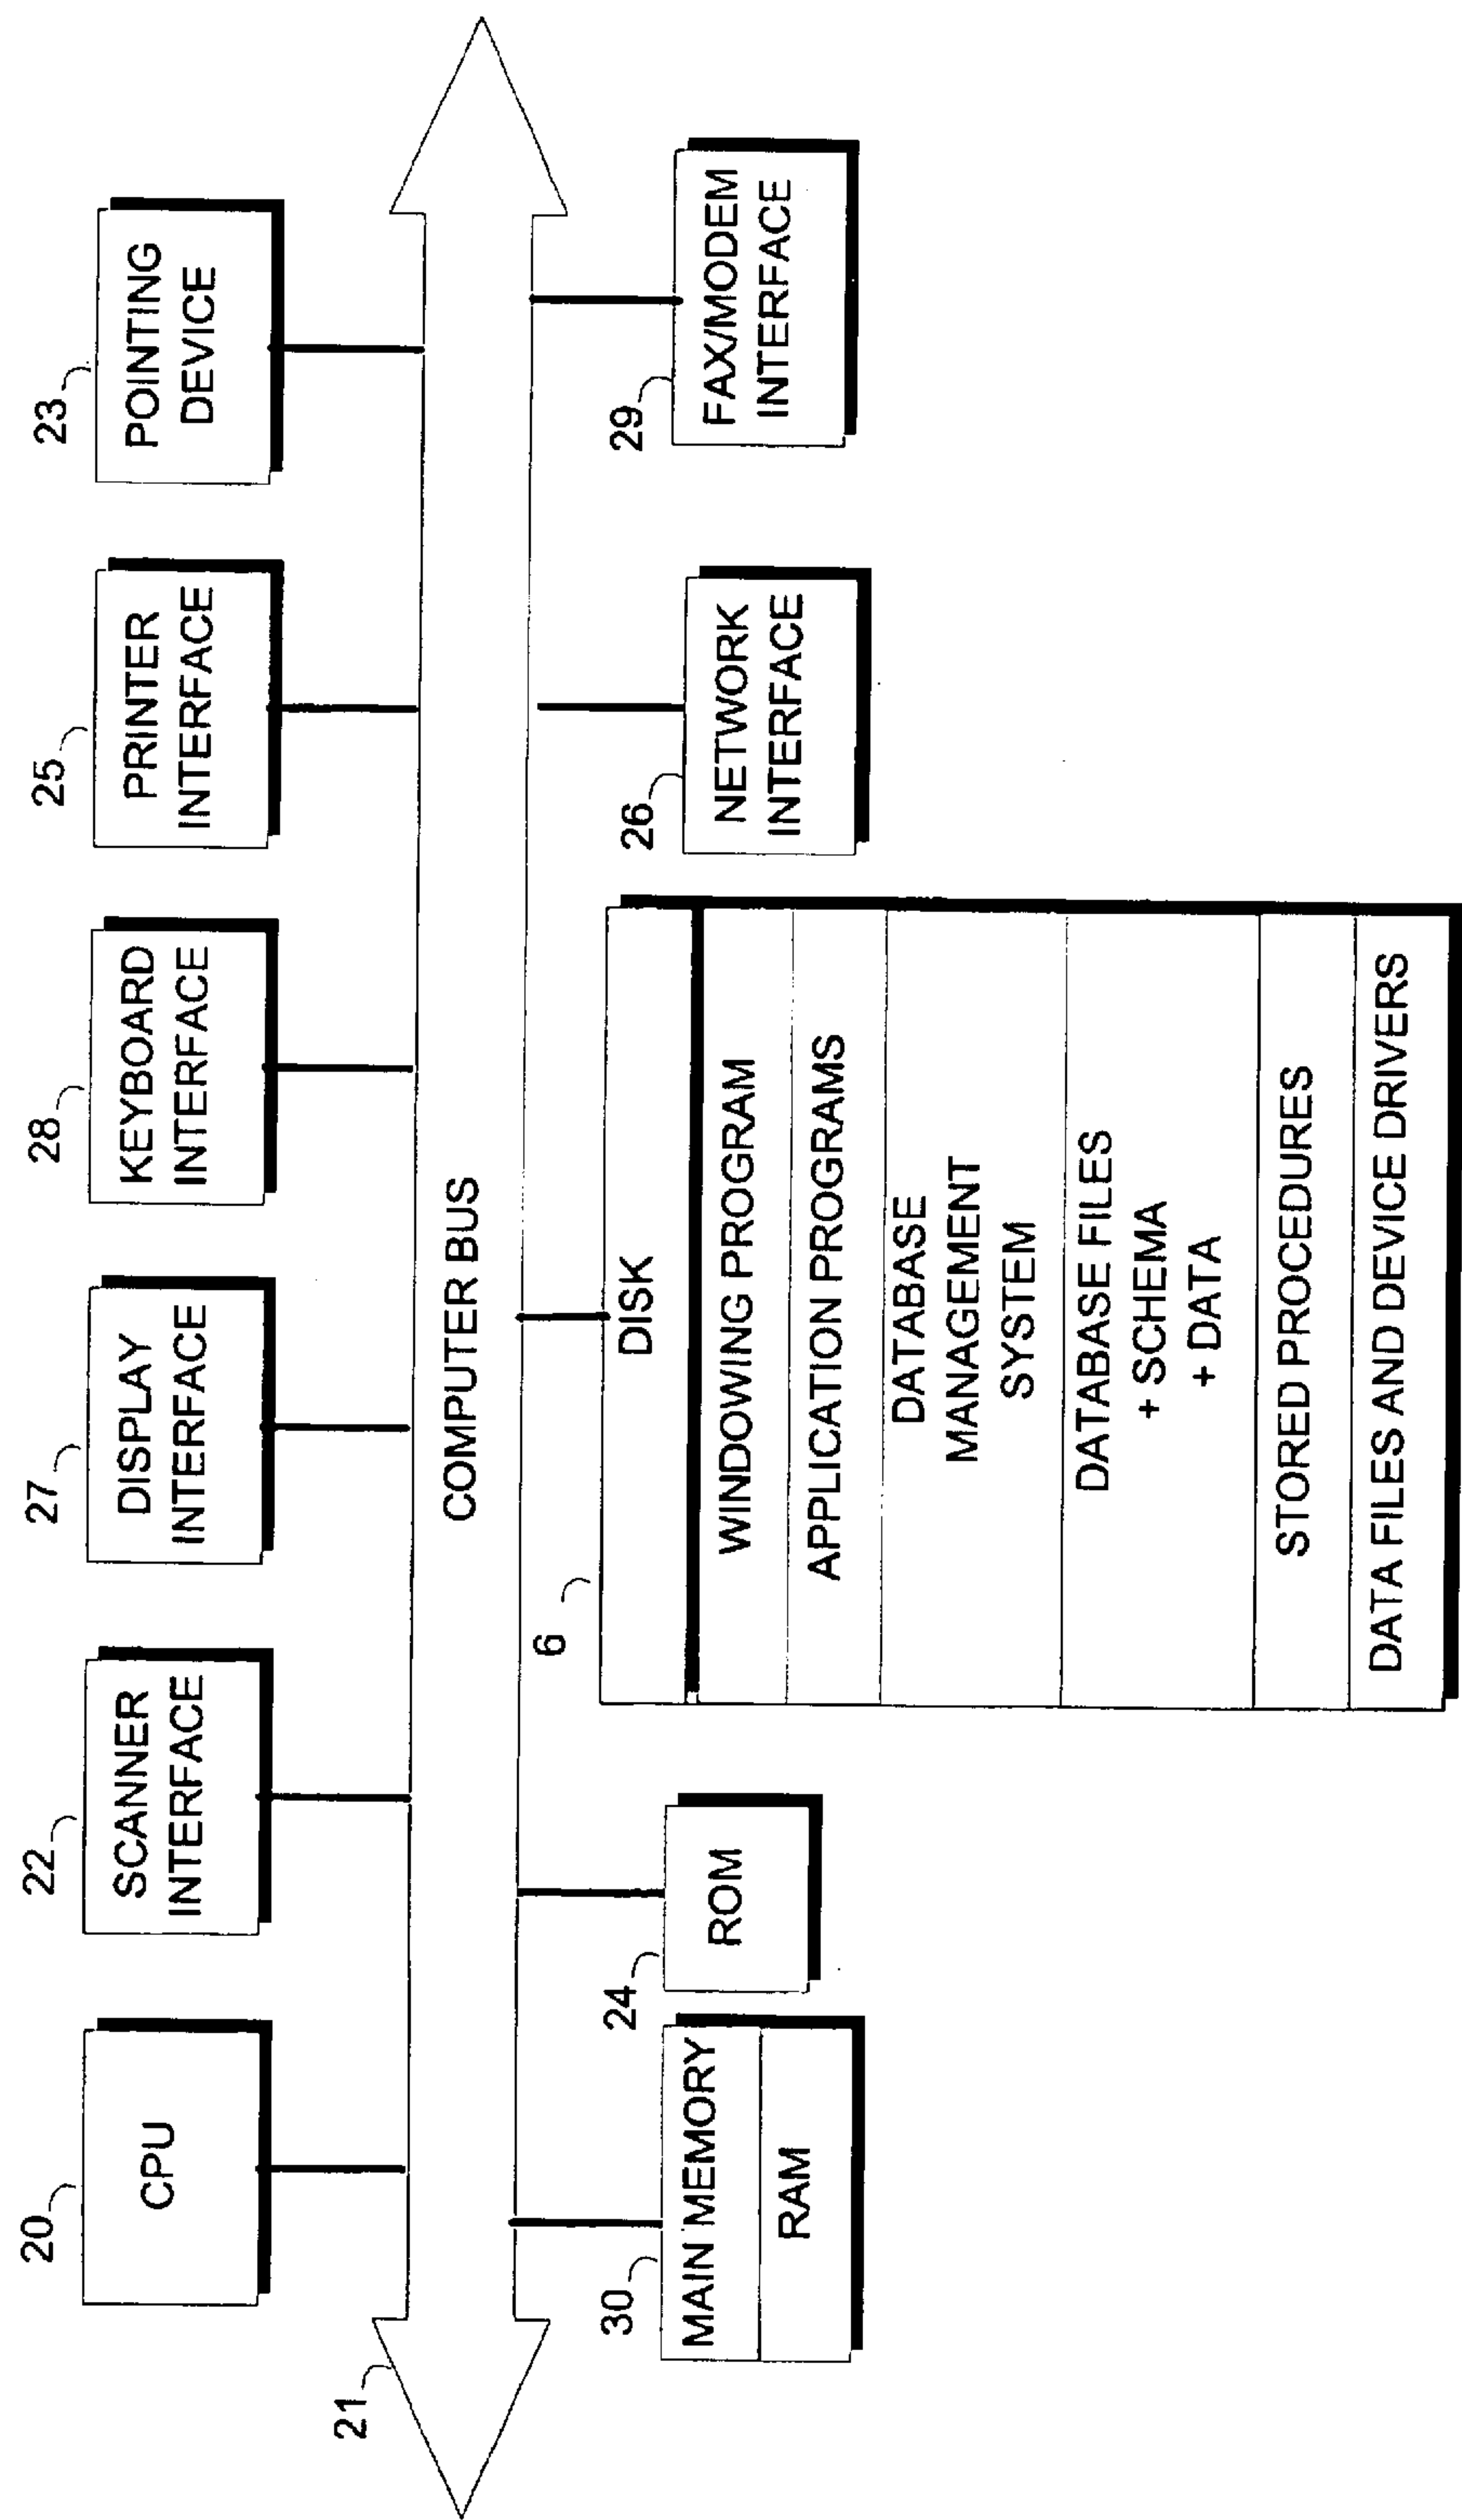 20
CPU
22
SCANNER
INTERFACE
27
DISPLAY
INTERFACE
28
KEYBOARD
INTERFACE
25
PRINTER
INTERFACE
23
POINTING
DEVICE
21
COMPUTER BUS
30
MAIN MEMORY
RAM
24
ROM
6
DISK
WINDOWING PROGRAM
APPLICATION PROGRAMS
DATABASE
MANAGEMENT
SYSTEM
DATABASE FILES
+ SCHEMA
+ DATA
STORED PROCEDURES
DATA FILES AND DEVICE DRIVERS
26
NETWORK
INTERFACE
29
FAX/MODEM
INTERFACE